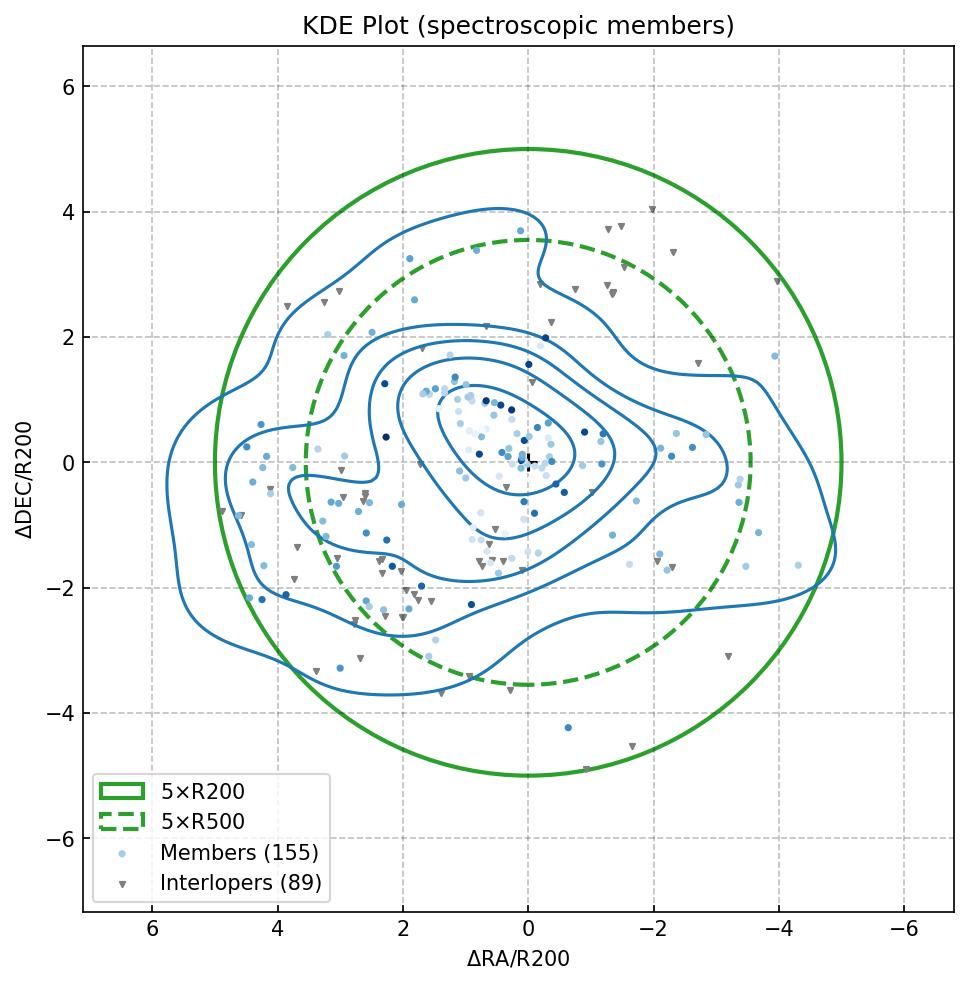 KDE Plot (spectroscopic members)
6
4
2
0
−2
−4
−6
ΔDEC/R200
5×R200
5×R500
Members (155)
Interlopers (89)
6 4 2 0 −2 −4 −6
ΔRA/R200